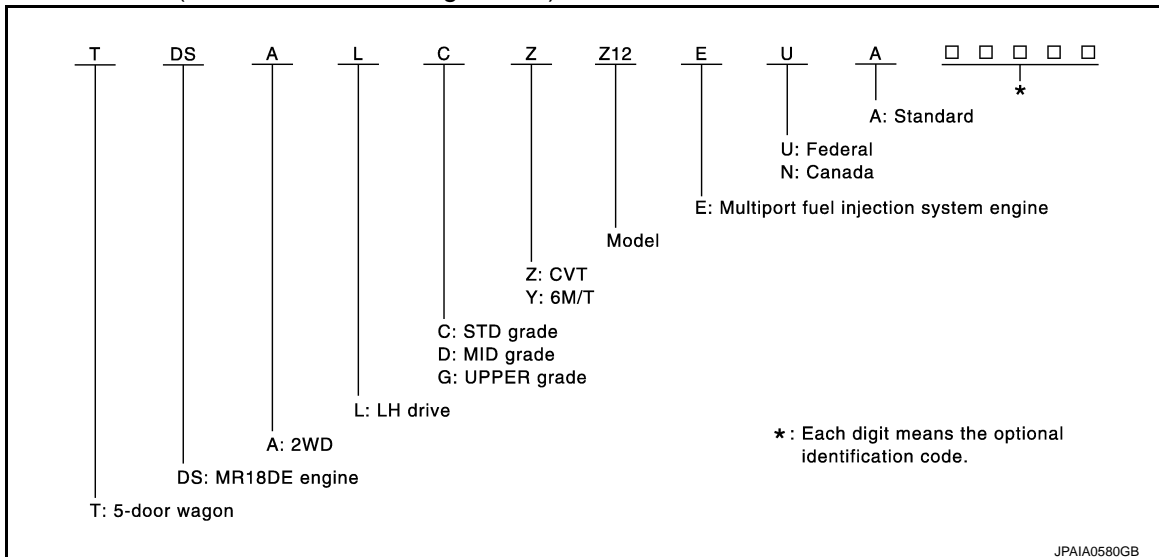 T DS A L C Z Z12 E U A □ □ □ □ □
*
A: Standard
U: Federal
N: Canada
E: Multiport fuel injection system engine
Model
Z: CVT
Y: 6M/T
C: STD grade
D: MID grade
G: UPPER grade
L: LH drive
A: 2WD
* : Each digit means the optional
identification code.
DS: MR18DE engine
T: 5-door wagon
JPAIA0580GB